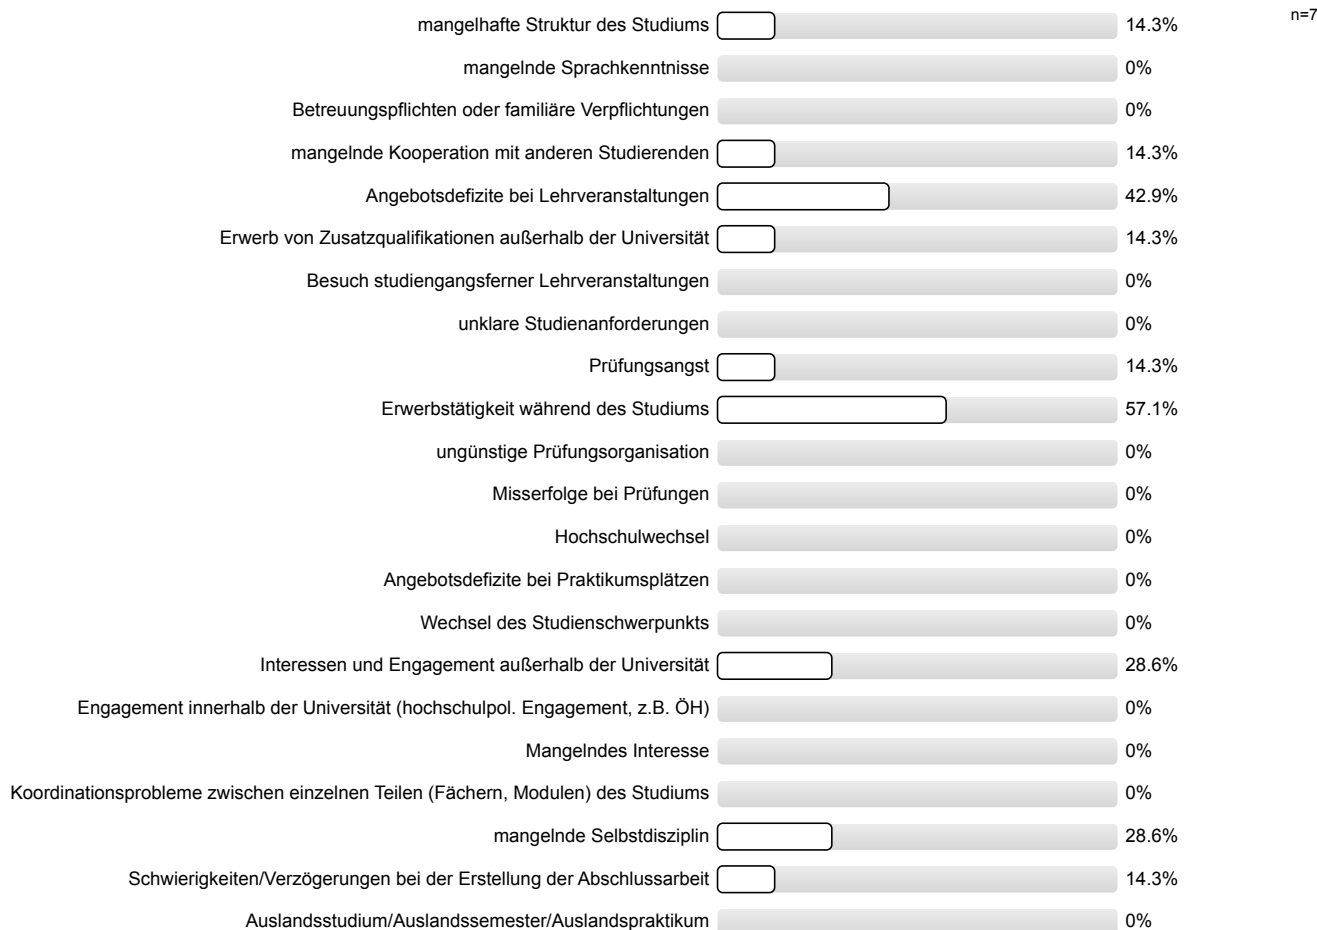 mangelhafte Struktur des Studiums 14.3% n=7
mangelnde Sprachkenntnisse 0%
Betreuungspflichten oder familiäre Verpflichtungen 0%
mangelnde Kooperation mit anderen Studierenden 14.3%
Angebotsdefizite bei Lehrveranstaltungen 42.9%
Erwerb von Zusatzqualifikationen außerhalb der Universität 14.3%
Besuch studiengangsferner Lehrveranstaltungen 0%
unklare Studienanforderungen 0%
Prüfungsangst 14.3%
Erwerbstätigkeit während des Studiums 57.1%
ungünstige Prüfungsorganisation 0%
Misserfolge bei Prüfungen 0%
Hochschulwechsel 0%
Angebotsdefizite bei Praktikumsplätzen 0%
Wechsel des Studienschwerpunkts 0%
Interessen und Engagement außerhalb der Universität 28.6%
Engagement innerhalb der Universität (hochschulpol. Engagement, z.B. ÖH) 0%
Mangelndes Interesse 0%
Koordinationsprobleme zwischen einzelnen Teilen (Fächern, Modulen) des Studiums 0%
mangelnde Selbstdisziplin 28.6%
Schwierigkeiten/Verzögerungen bei der Erstellung der Abschlussarbeit 14.3%
Auslandsstudium/Auslandssemester/Auslandspraktikum 0%